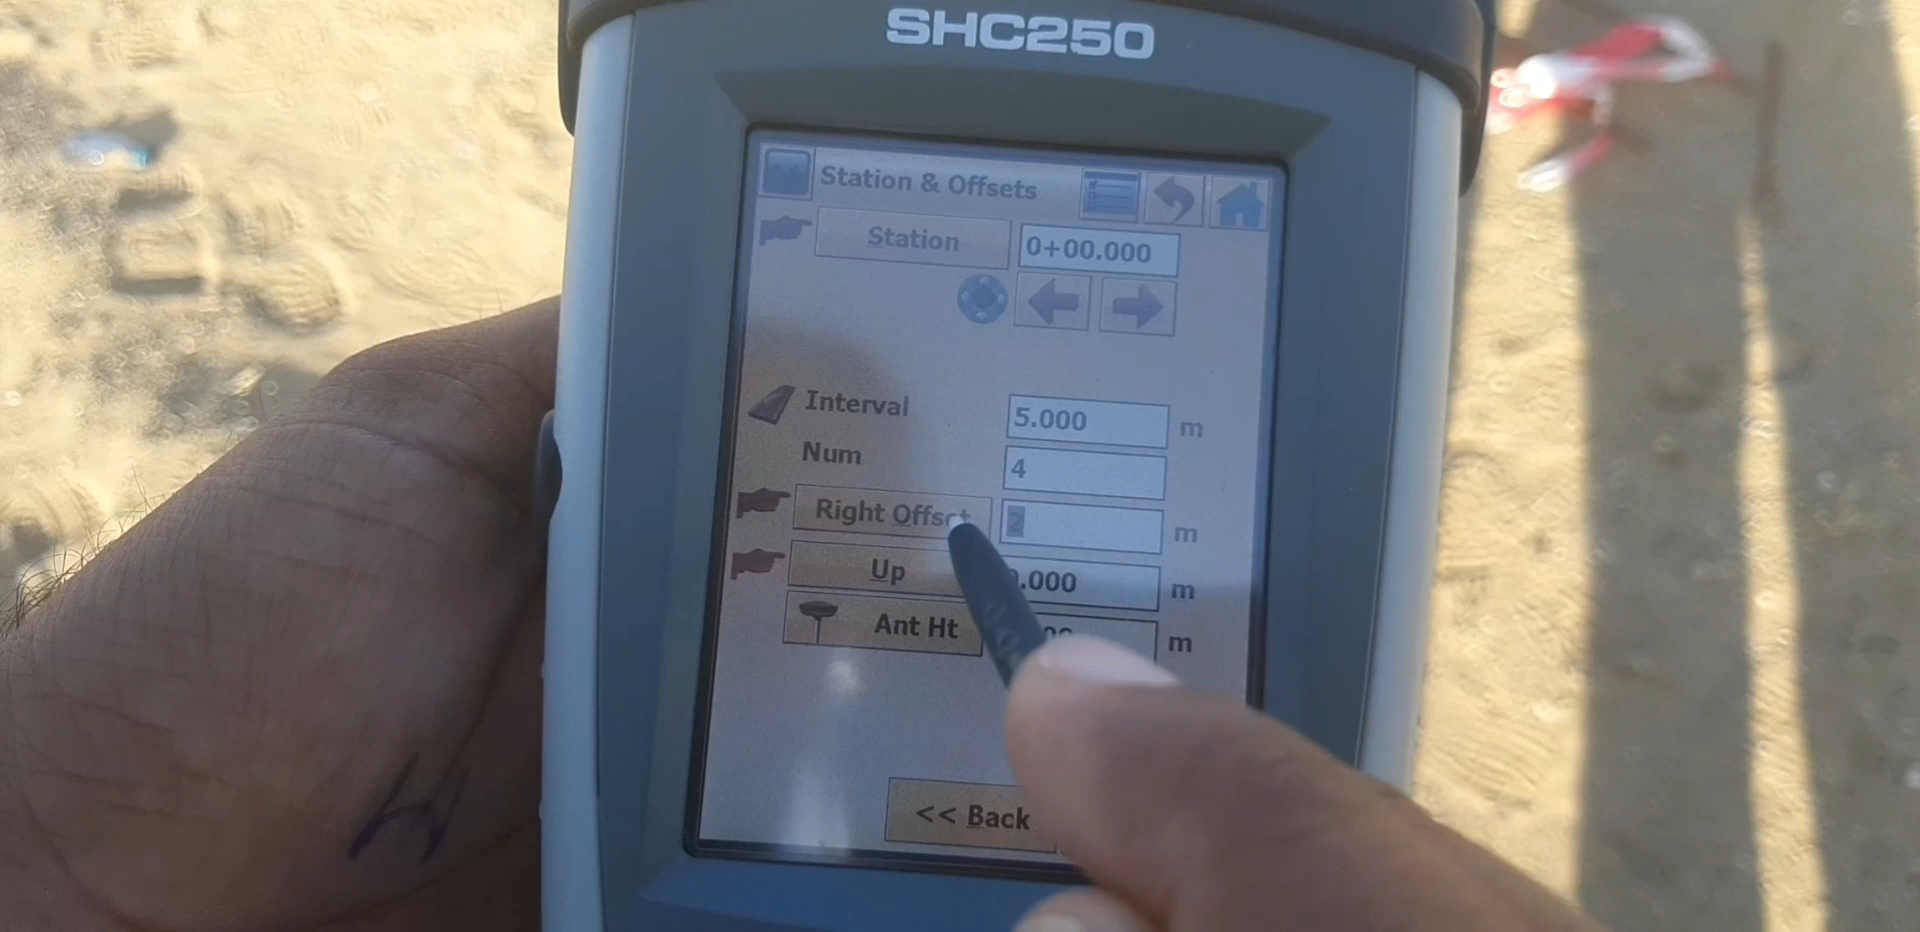 SHC250
Station & Offsets
Station 0+00.000
Interval 5.000 m
Num 4
Right Offset 2 m
Up .000 m
Ant Ht m
<< Back